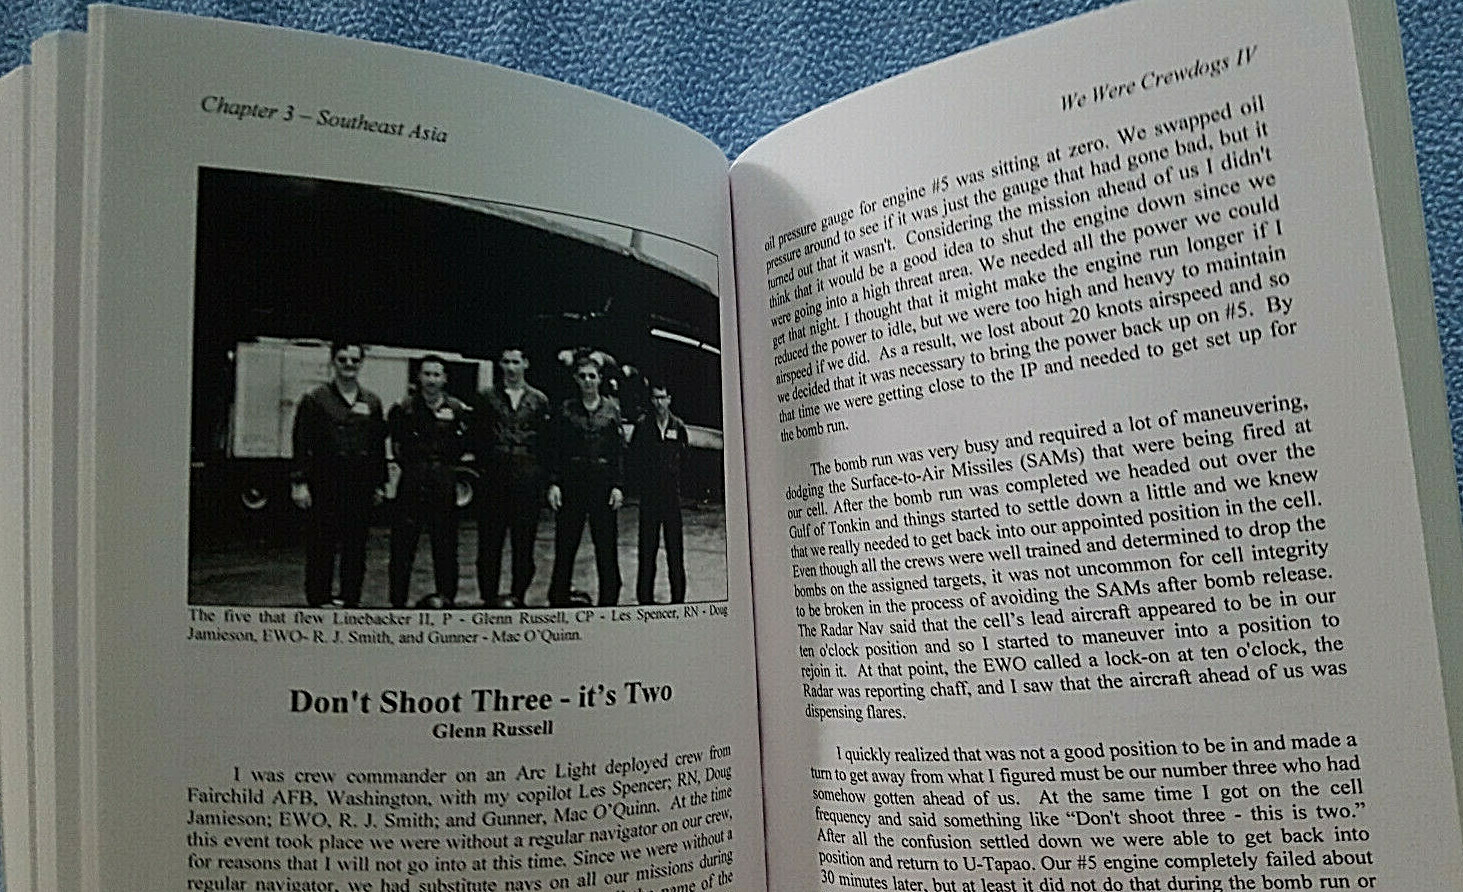 Chapter 3 – Southeast Asia
The five that flew Linebacker II, P - Glenn Russell, CP - Les Spencer, RN - Doug
Jamieson, EWO- R. J. Smith, and Gunner - Mac O'Quinn.
Don't Shoot Three - it's Two
Glenn Russell
I was crew commander on an Arc Light deployed crew from
Fairchild AFB, Washington, with my copilot Les Spencer; RN, Doug
Jamieson; EWO, R. J. Smith; and Gunner, Mac O'Quinn. At the time
this event took place we were without a regular navigator on our crew,
for reasons that I will not go into at this time. Since we were without a
regular navigator, we had substitute navs on all our missions during
name of the
We Were Crewdogs IV
oil pressure gauge for engine #5 was sitting at zero. We swapped oil
pressure around to see if it was just the gauge that had gone bad, but it
turned out that it wasn't. Considering the mission ahead of us I didn't
think that it would be a good idea to shut the engine down since we
were going into a high threat area. We needed all the power we could
get that night. I thought that it might make the engine run longer if I
reduced the power to idle, but we were too high and heavy to maintain
airspeed if we did. As a result, we lost about 20 knots airspeed and so
we decided that it was necessary to bring the power back up on #5. By
that time we were getting close to the IP and needed to get set up for
the bomb run.
The bomb run was very busy and required a lot of maneuvering,
dodging the Surface-to-Air Missiles (SAMs) that were being fired at
our cell. After the bomb run was completed we headed out over the
Gulf of Tonkin and things started to settle down a little and we knew
that we really needed to get back into our appointed position in the cell.
Even though all the crews were well trained and determined to drop the
bombs on the assigned targets, it was not uncommon for cell integrity
to be broken in the process of avoiding the SAMs after bomb release.
The Radar Nav said that the cell's lead aircraft appeared to be in our
ten o'clock position and so I started to maneuver into a position to
rejoin it. At that point, the EWO called a lock-on at ten o'clock, the
Radar was reporting chaff, and I saw that the aircraft ahead of us was
dispensing flares.
I quickly realized that was not a good position to be in and made a
turn to get away from what I figured must be our number three who had
somehow gotten ahead of us. At the same time I got on the cell
frequency and said something like “Don't shoot three - this is two.”
After all the confusion settled down we were able to get back into
position and return to U-Tapao. Our #5 engine completely failed about
30 minutes later, but at least it did not do that during the bomb run or